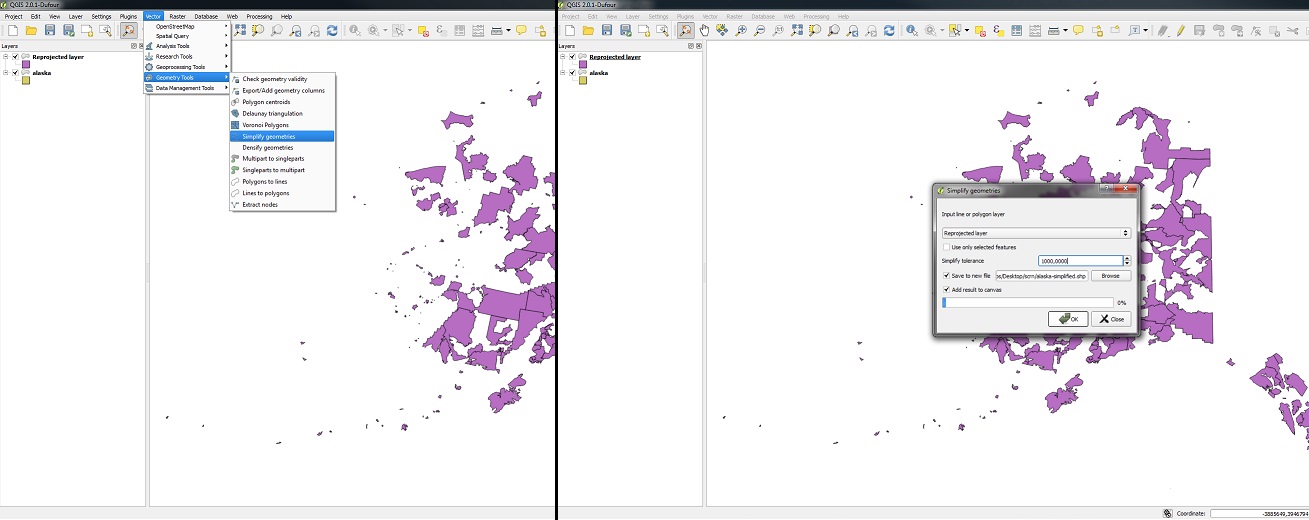 QGIS 2.0.1-Dufour
Project Edit View Layer Settings Plugins Vector Raster Database Web Processing Help
OpenStreetMap
Spatial Query
Analysis Tools
Research Tools
Geoprocessing Tools
Geometry Tools
Data Management Tools
Check geometry validity
Export/Add geometry columns
Polygon centroids
Delaunay triangulation
Voronoi Polygons
Simplify geometries
Densify geometries
Multipart to singleparts
Singleparts to multipart
Polygons to lines
Lines to polygons
Extract nodes
Layers
Reprojected layer
alaska
QGIS 2.0.1-Dufour
Project Edit View Layer Settings Plugins Vector Raster Database Web Processing Help
Layers
Reprojected layer
alaska
Simplify geometries
Input line or polygon layer
Reprojected layer
Use only selected features
Simplify tolerance 1000,0000
Save to new file os/Desktop/scrn/alaska-simplified.shp Browse
Add result to canvas
0%
OK Close
Coordinate: -3885649,3946794